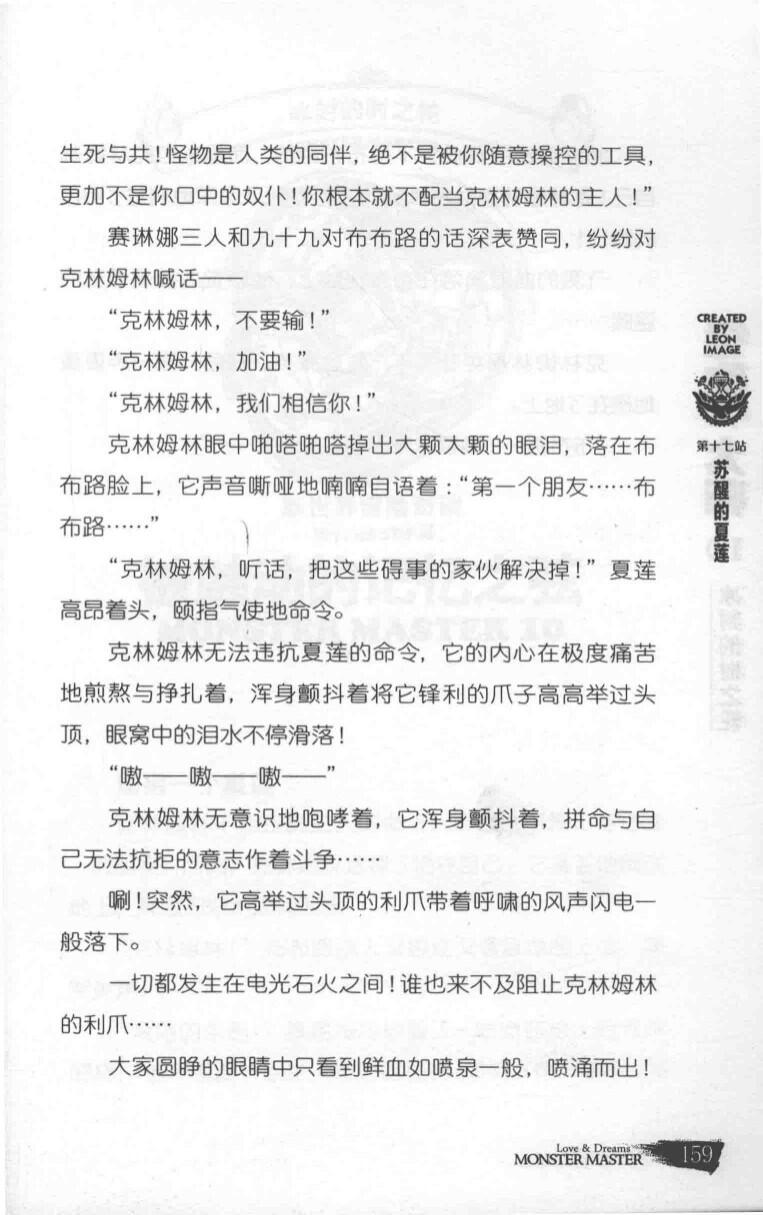 生死与共！怪物是人类的同伴，绝不是被你随意操控的工具，
更加不是你口中的奴仆！你根本就不配当克林姆林的主人！”
赛琳娜三人和九十九对布布路的话深表赞同，纷纷对
克林姆林喊话——
“克林姆林，不要输！”
“克林姆林，加油！”
“克林姆林，我们相信你！”
克林姆林眼中啪嗒啪嗒掉出大颗大颗的眼泪，落在布
布路脸上，它声音嘶哑地喃喃自语着：“第一个朋友……布
布路……”
“克林姆林，听话，把这些碍事的家伙解决掉！”夏莲
高昂着头，颐指气使地命令。
克林姆林无法违抗夏莲的命令，它的内心在极度痛苦
地煎熬与挣扎着，浑身颤抖着将它锋利的爪子高高举过头
顶，眼窝中的泪水不停滑落！
“嗷——嗷——嗷——”
克林姆林无意识地咆哮着，它浑身颤抖着，拼命与自
己无法抗拒的意志作着斗争……
唰！突然，它高举过头顶的利爪带着呼啸的风声闪电一
般落下。
一切都发生在电光石火之间！谁也来不及阻止克林姆林
的利爪……
大家圆睁的眼睛中只看到鲜血如喷泉一般，喷涌而出！
CREATED
BY
LEON
IMAGE
第十七站
苏醒的夏莲
Love & Dreams
MONSTER MASTER
159